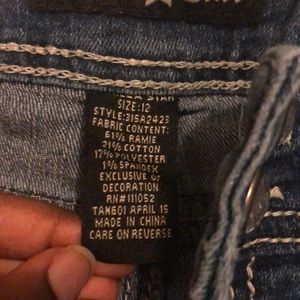 STAR
SIZE:12
STYLE:315A2423
FABRIC CONTENT:
61% RAMIE
21% COTTON
17% POLYESTER
1% SPANDEX
EXCLUSIVE OF
DECORATION
RN#111052
TAN601 APRIL 15
MADE IN CHINA
CARE ON REVERSE